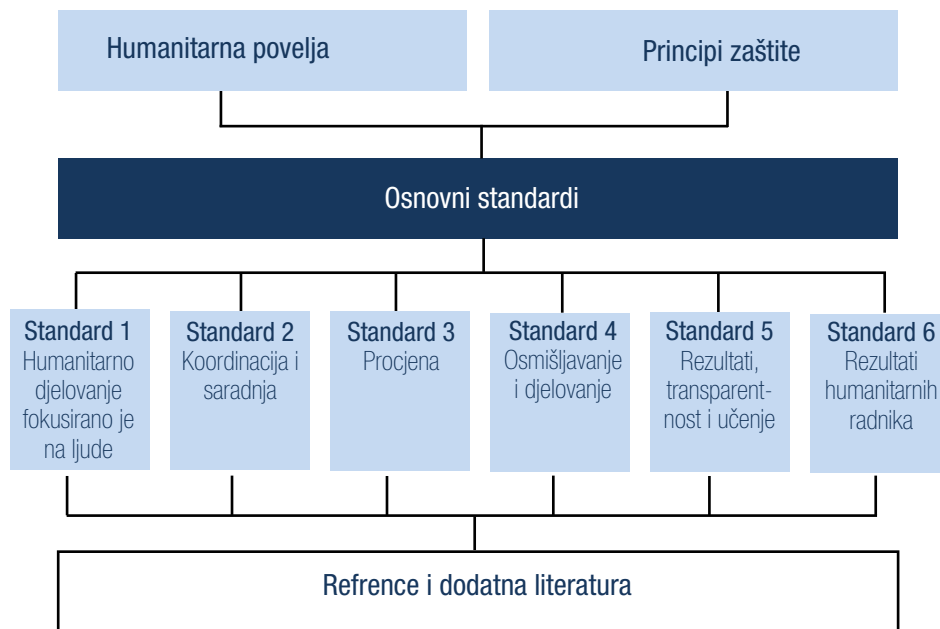 Humanitarna povelja
Principi zaštite
Osnovni standardi
Standard 1
Humanitarno
djelovanje
fokusirano je
na ljude
Standard 2
Koordinacija i
saradnja
Standard 3
Procjena
Standard 4
Osmišljavanje
i djelovanje
Standard 5
Rezultati,
transparent-
nost i učenje
Standard 6
Rezultati
humanitarnih
radnika
Refrence i dodatna literatura